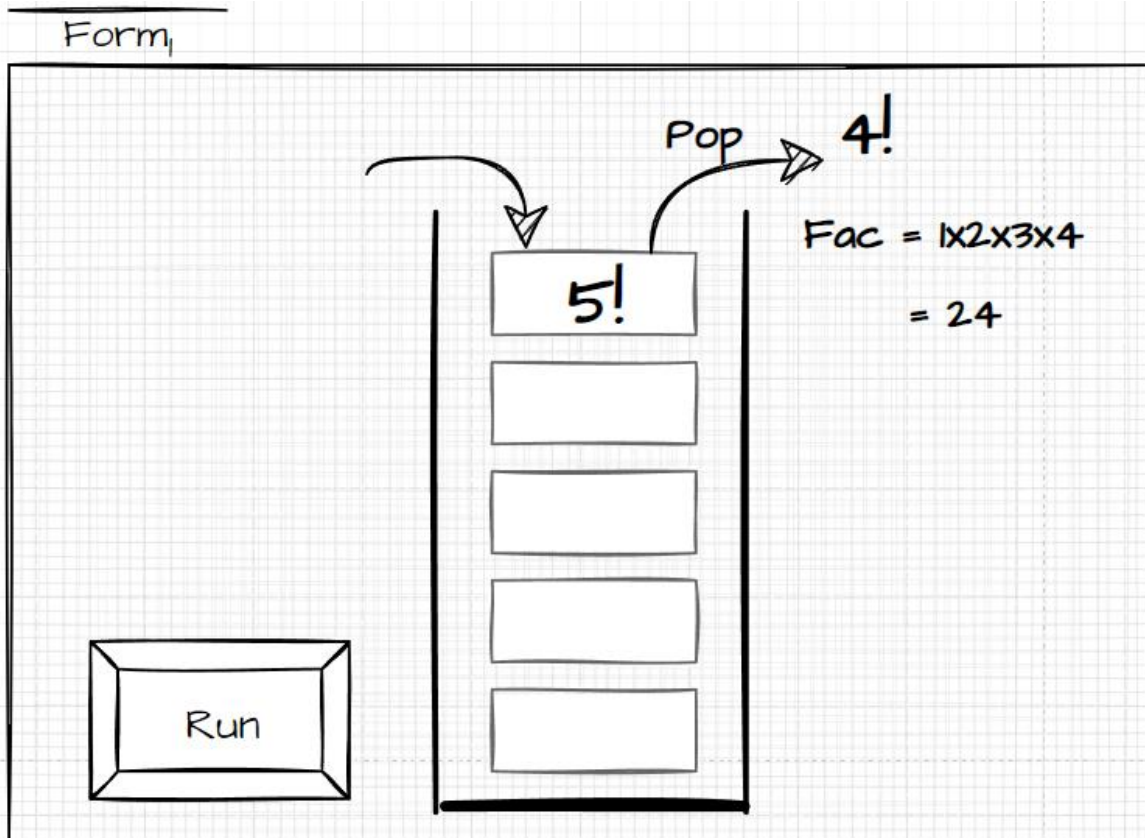 Form1
Pop
4!
Fac = 1x2x3x4
= 24
5!
Run